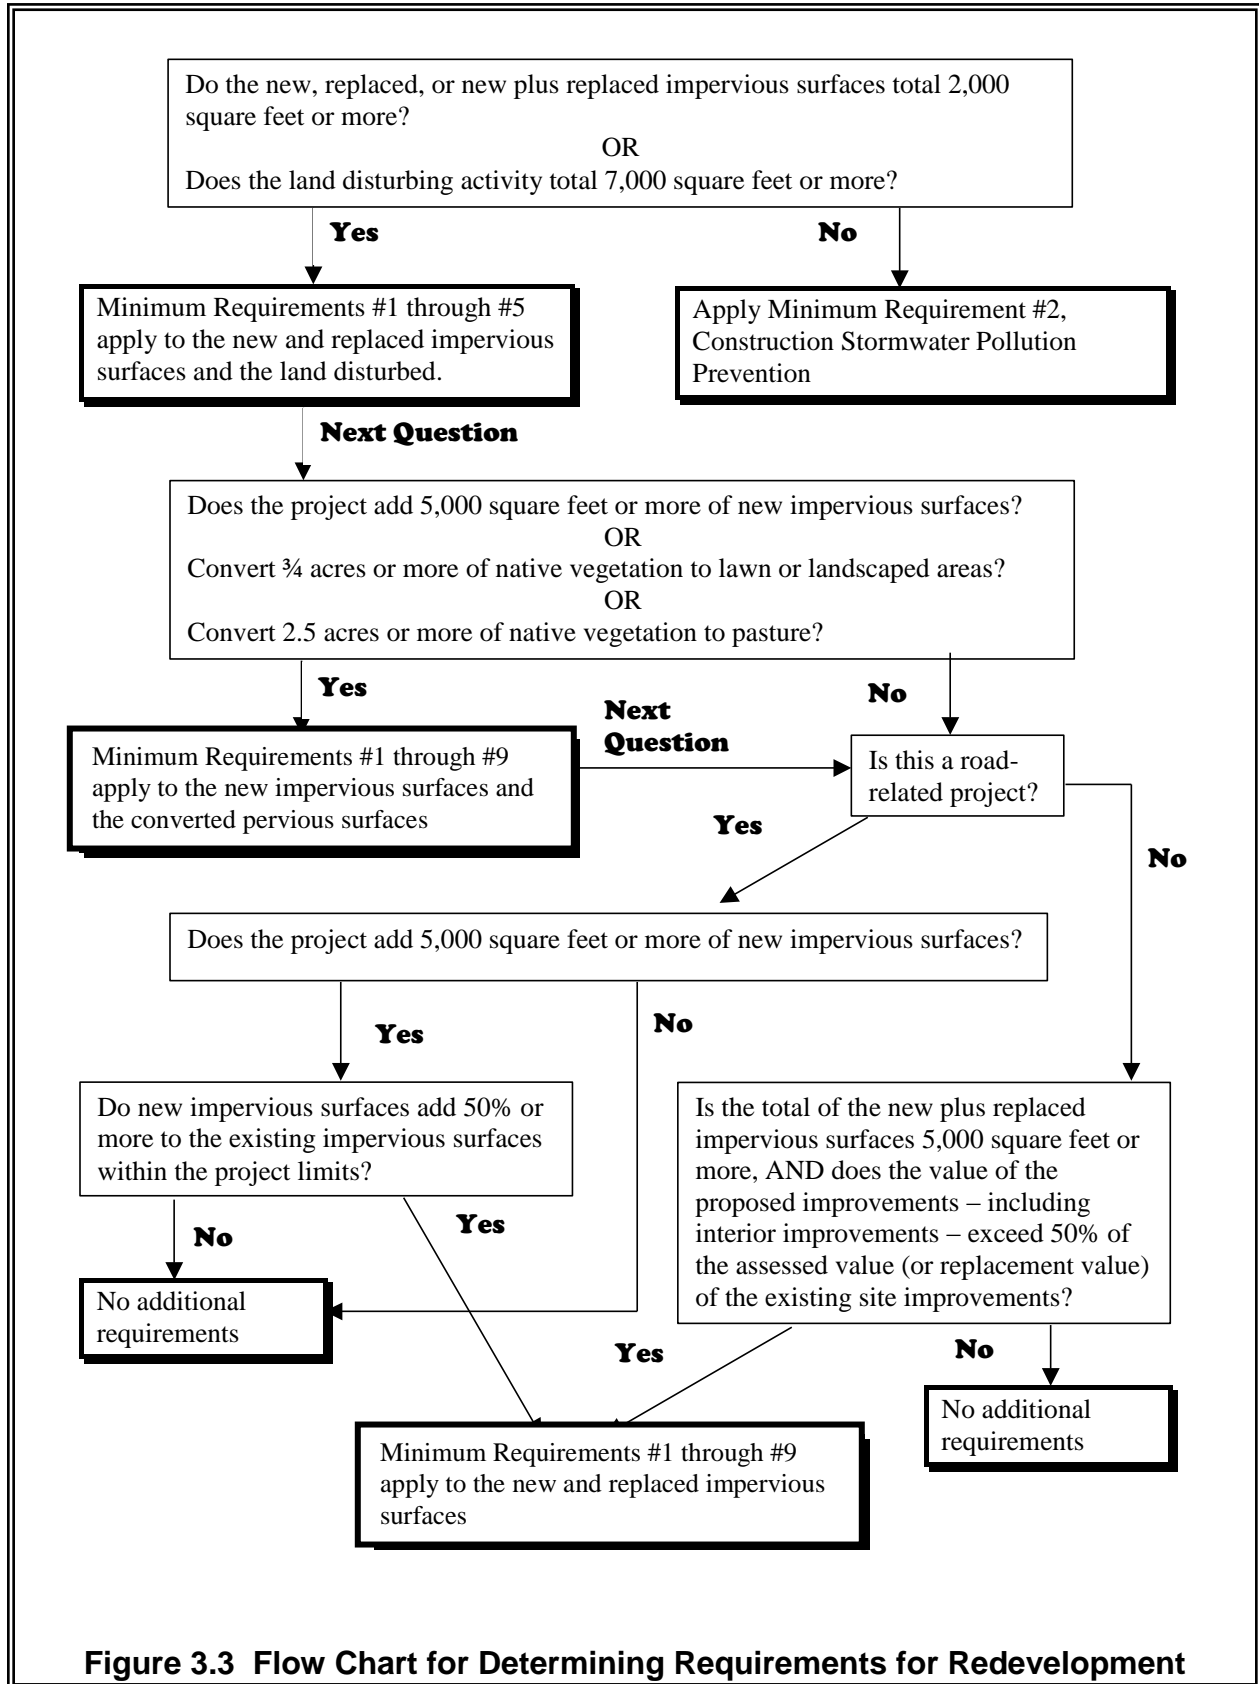 Do the new, replaced, or new plus replaced impervious surfaces total 2,000
square feet or more?
OR
Does the land disturbing activity total 7,000 square feet or more?
Yes
No
Minimum Requirements #1 through #5
apply to the new and replaced impervious
surfaces and the land disturbed.
Apply Minimum Requirement #2,
Construction Stormwater Pollution
Prevention
Next Question
Does the project add 5,000 square feet or more of new impervious surfaces?
OR
Convert ¾ acres or more of native vegetation to lawn or landscaped areas?
OR
Convert 2.5 acres or more of native vegetation to pasture?
Yes
No
Next
Question
Minimum Requirements #1 through #9
apply to the new impervious surfaces and
the converted pervious surfaces
Is this a road-
related project?
Yes
No
Does the project add 5,000 square feet or more of new impervious surfaces?
Yes
No
Do new impervious surfaces add 50% or
more to the existing impervious surfaces
within the project limits?
Is the total of the new plus replaced
impervious surfaces 5,000 square feet or
more, AND does the value of the
proposed improvements – including
interior improvements – exceed 50% of
the assessed value (or replacement value)
of the existing site improvements?
No
Yes
No additional
requirements
Yes
No
No additional
requirements
Minimum Requirements #1 through #9
apply to the new and replaced impervious
surfaces
Figure 3.3 Flow Chart for Determining Requirements for Redevelopment